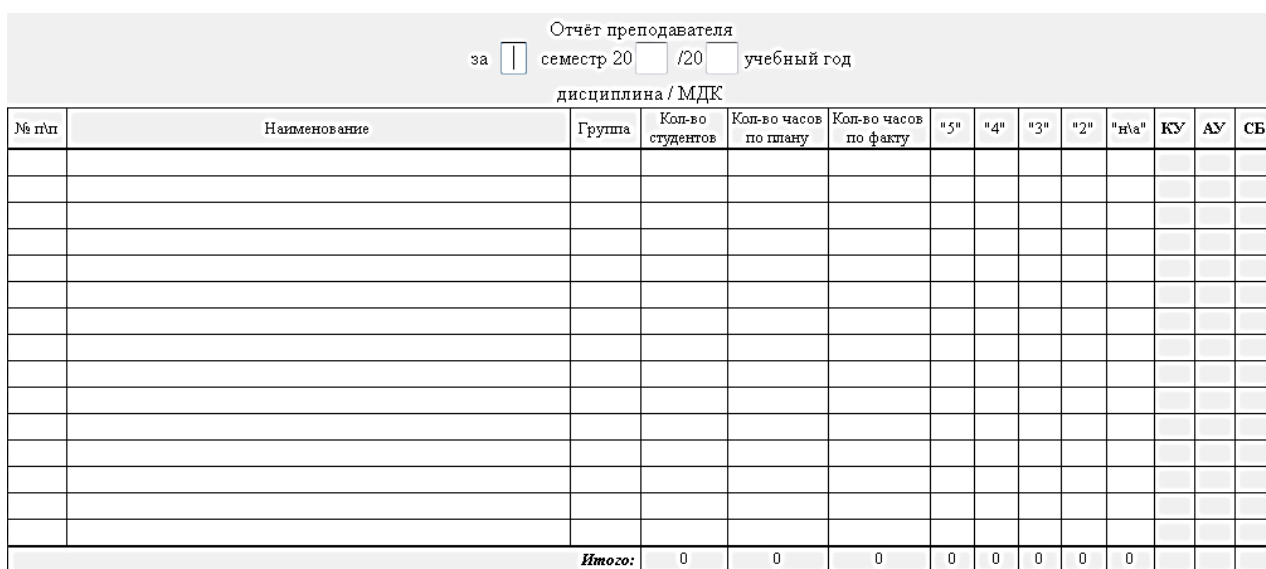 Отчёт преподавателя
за семестр 20 /20 учебный год
дисциплина / МДК
№ п\п Наименование Группа Кол-во студентов Кол-во часов по плану Кол-во часов по факту "5" "4" "3" "2" "н\а" КУ АУ СБ
Итого: 0 0 0 0 0 0 0 0